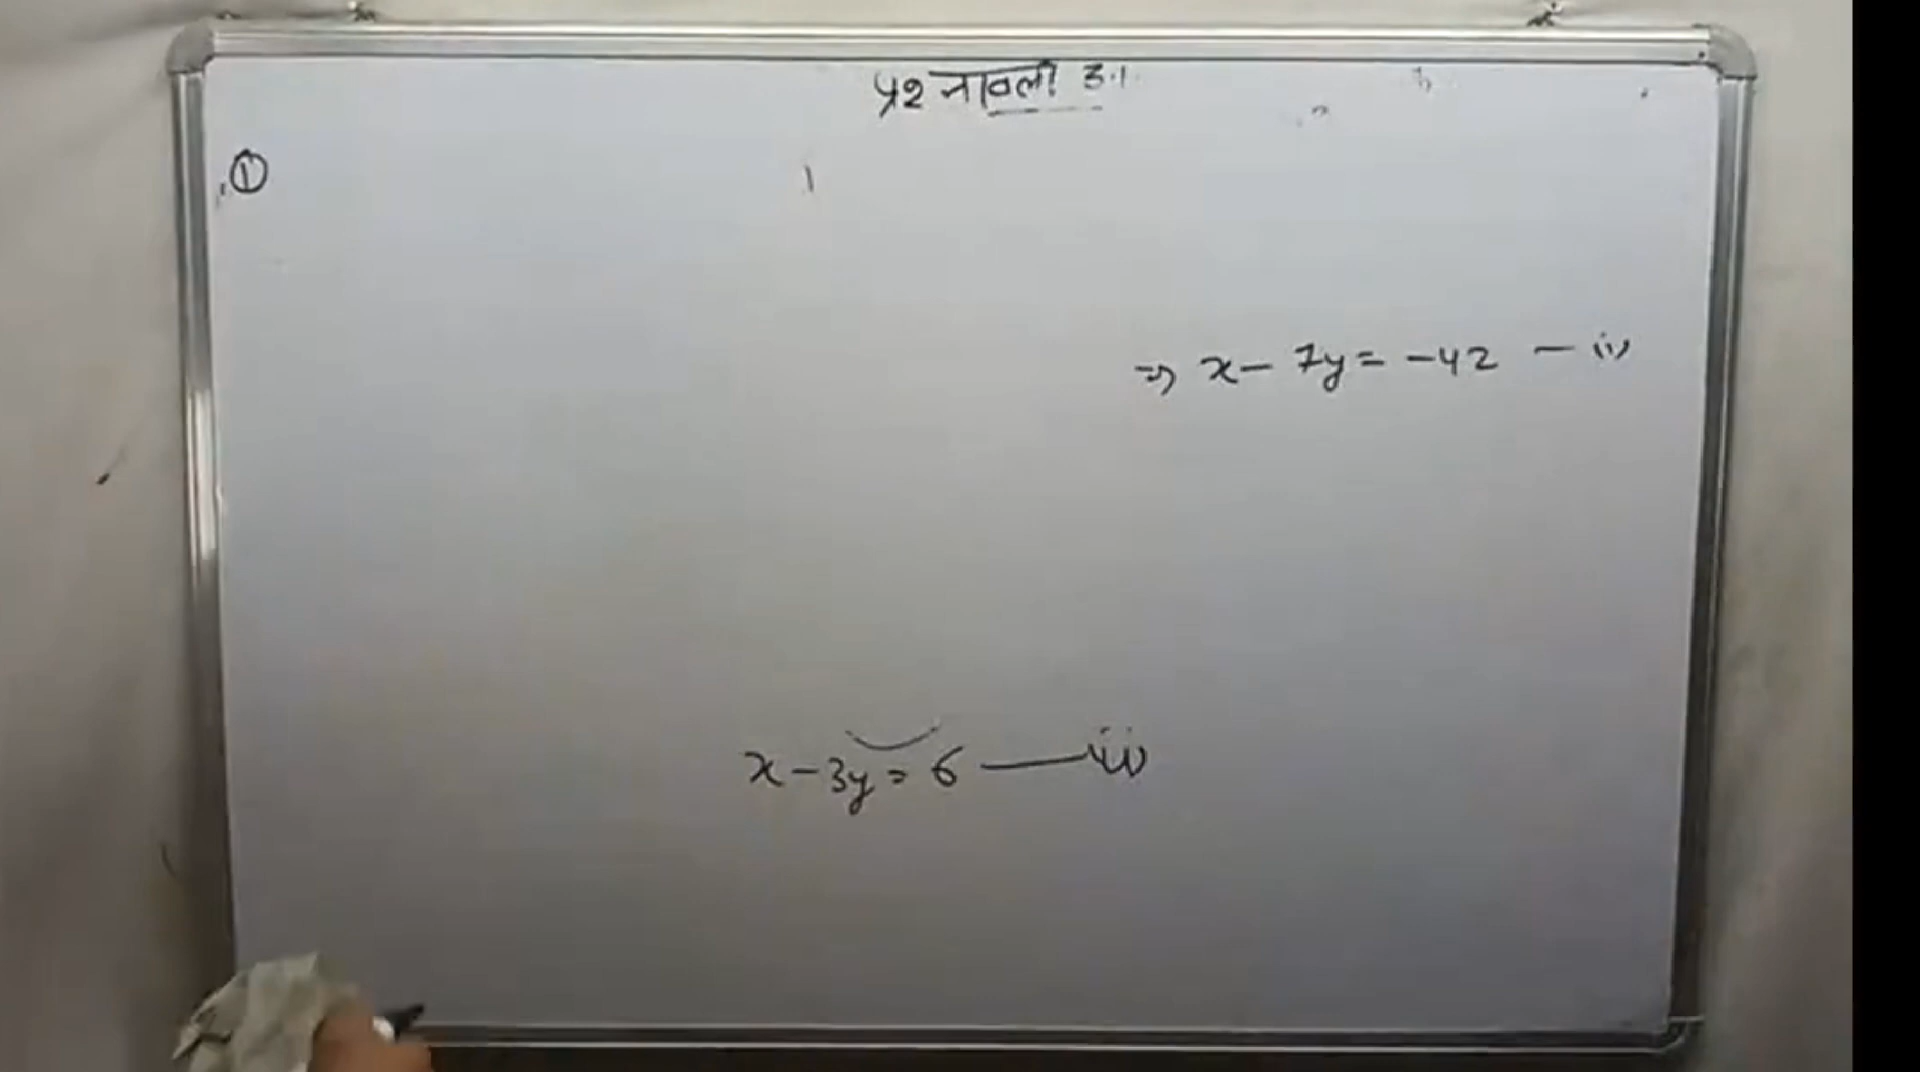 प्रश्नावली 3.1
①
⇒ x - 7y = -42 — (i)
x - 3y = 6 — (ii)